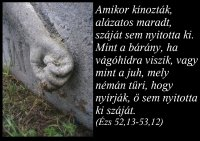 Amikor kínozták,
alázatos maradt,
száját sem nyitotta ki.
Mint a bárány, ha
vágóhídra viszik, vagy
mint a juh, mely
némán tűri, hogy
nyírják, ő sem nyitotta
ki száját.
(Ézs 52,13-53,12)